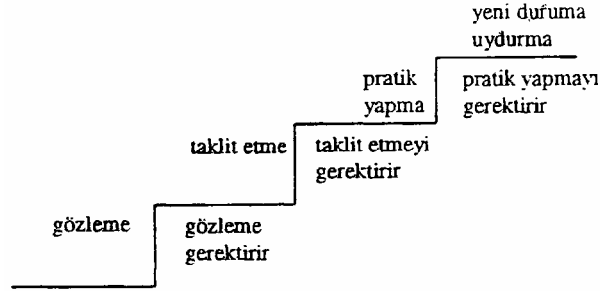 yeni duruma
uydurma
pratik
yapma
pratik yapmayı
gerektirir
taklit etme
taklit etmeyi
gerektirir
gözleme
gözleme
gerektirir